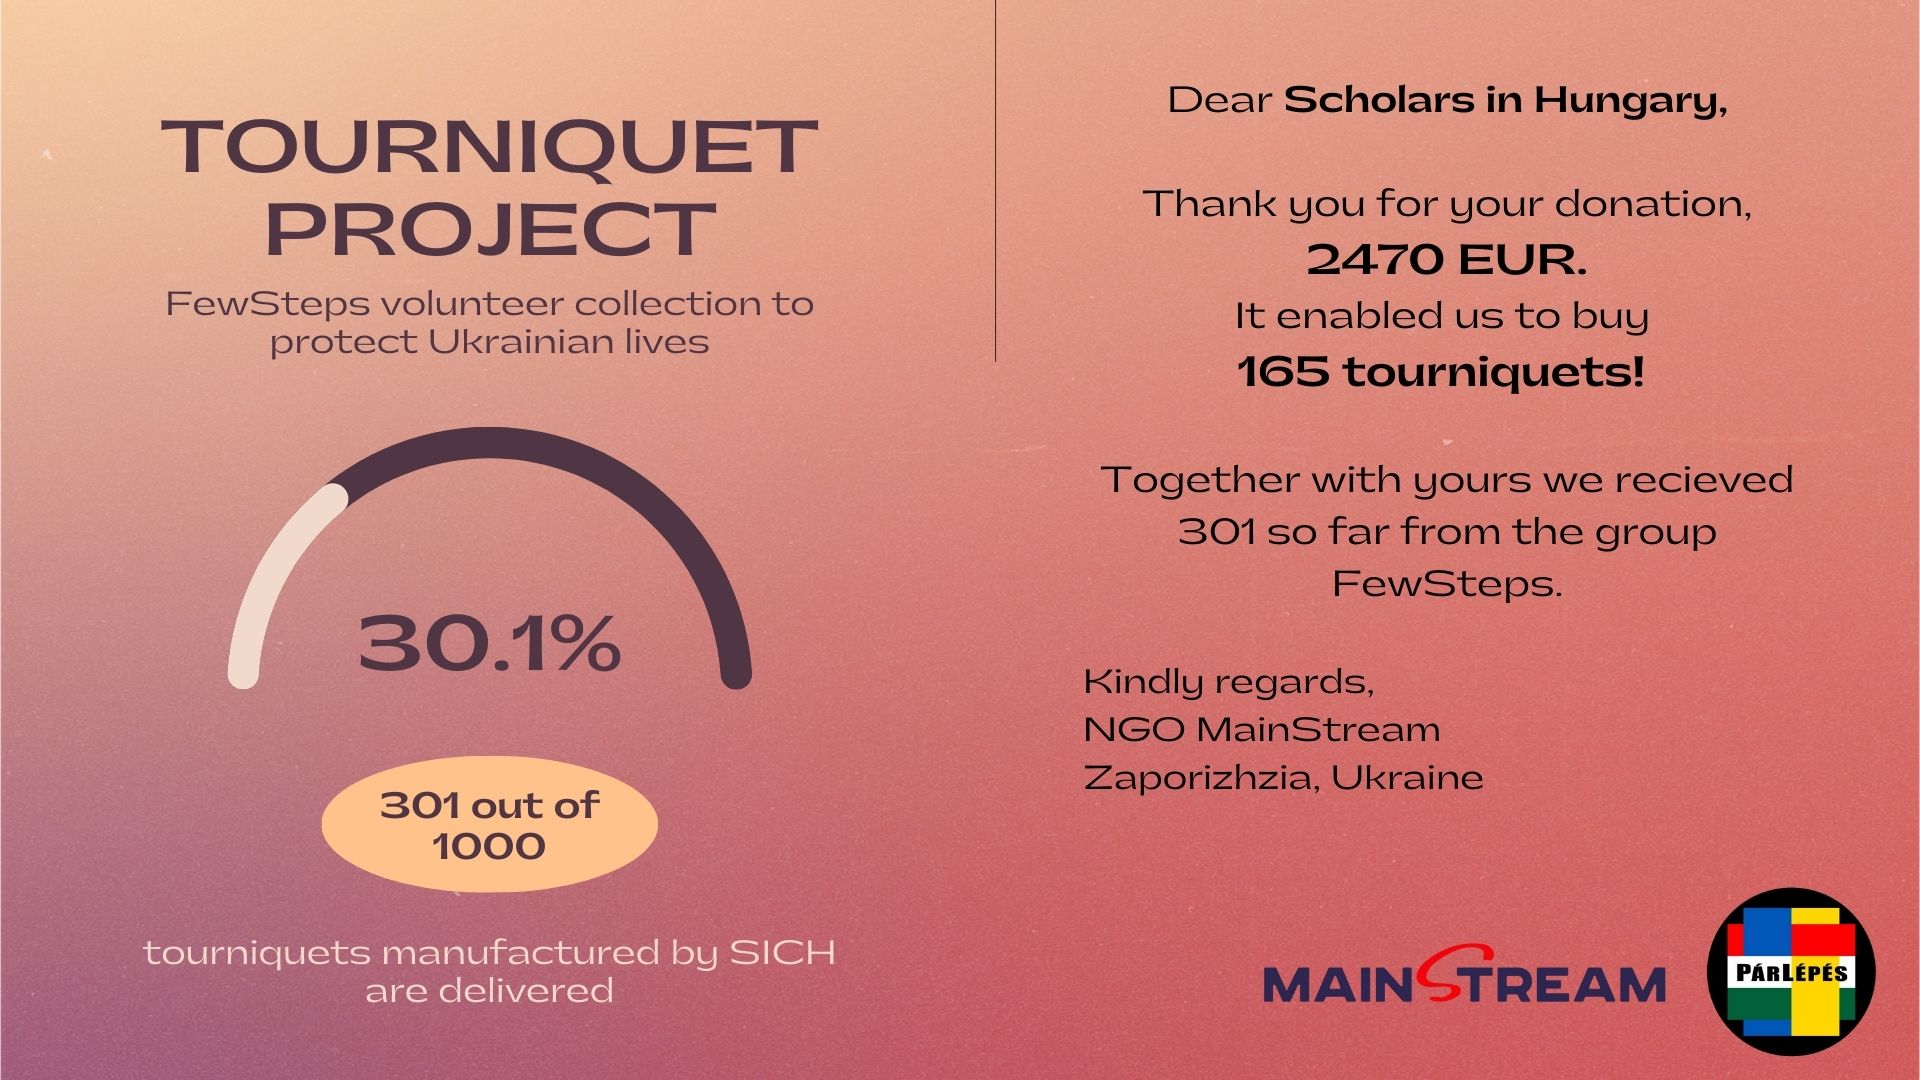 TOURNIQUET
PROJECT
FewSteps volunteer collection to
protect Ukrainian lives
30.1%
301 out of
1000
tourniquets manufactured by SICH
are delivered
Dear Scholars in Hungary,
Thank you for your donation,
2470 EUR.
It enabled us to buy
165 tourniquets!
Together with yours we recieved
301 so far from the group
FewSteps.
Kindly regards,
NGO MainStream
Zaporizhzia, Ukraine
MAINSTREAM
PÁRLÉPÉS